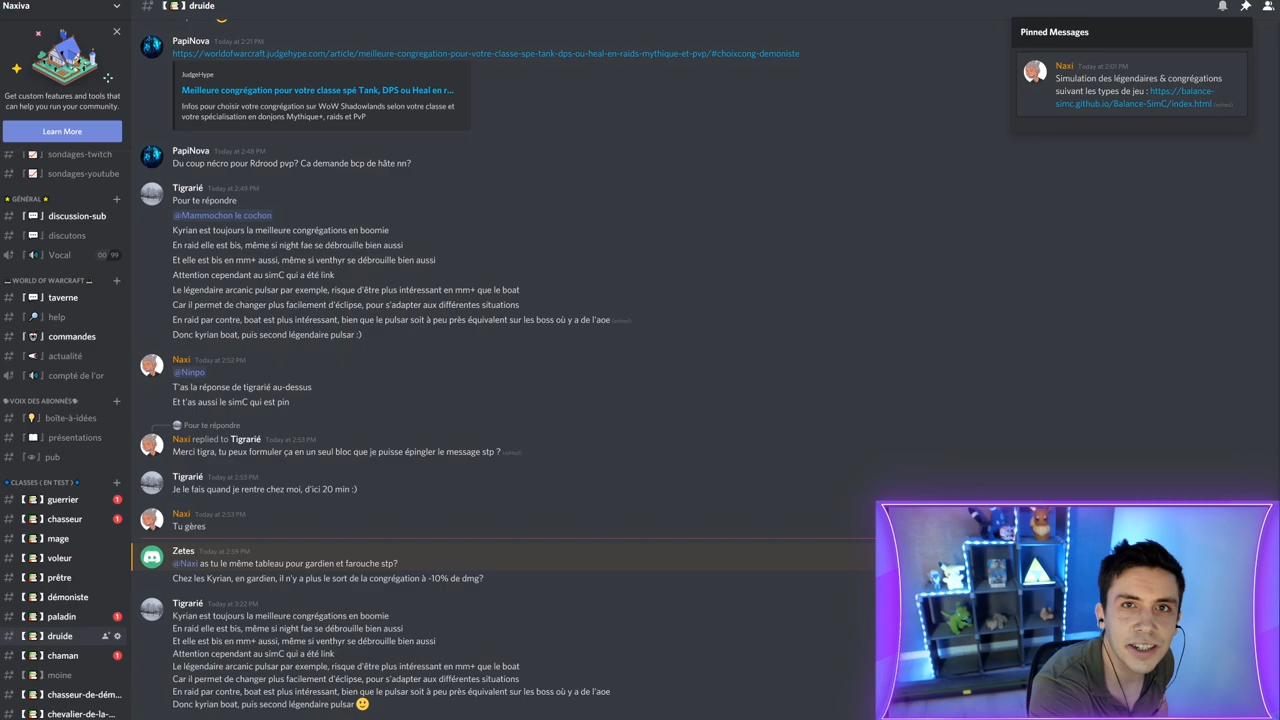 Naxiva
Get custom features and tools that
can help you run your community.
Learn More
sondages-twitch
sondages-youtube
GÉNÉRAL
discussion-sub
discutons
Vocal
00 99
WORLD OF WARCRAFT
taverne
help
commandes
actualité
compté de l'or
VOIX DES ABONNÉS
boîte-à-idées
présentations
pub
CLASSES ( EN TEST )
guerrier 1
chasseur 1
mage
voleur
prêtre
démoniste
paladin 1
druide
chaman 1
moine
chasseur-de-dém...
chevalier-de-la-...
druide
PapiNova Today at 2:21 PM
https://worldofwarcraft.judgehype.com/article/meilleure-congregation-pour-votre-classe-spe-tank-dps-ou-heal-en-raids-mythique-et-pvp/#choixcong-demoniste
JudgeHype
Meilleure congrégation pour votre classe spé Tank, DPS ou Heal en r...
Infos pour choisir votre congrégation sur WoW Shadowlands selon votre classe et
votre spécialisation en donjons Mythique+, raids et PvP
PapiNova Today at 2:48 PM
Du coup nécro pour Rdrood pvp? Ca demande bcp de hâte nn?
Tigrarié Today at 2:49 PM
Pour te répondre
@Mammochon le cochon
Kyrian est toujours la meilleure congrégations en boomie
En raid elle est bis, même si night fae se débrouille bien aussi
Et elle est bis en mm+ aussi, même si venthyr se débrouille bien aussi
Attention cependant au simC qui a été link
Le légendaire arcanic pulsar par exemple, risque d'être plus intéressant en mm+ que le boat
Car il permet de changer plus facilement d'éclipse, pour s'adapter aux différentes situations
En raid par contre, boat est plus intéressant, bien que le pulsar soit à peu près équivalent sur les boss où y a de l'aoe (edited)
Donc kyrian boat, puis second légendaire pulsar :)
Naxi Today at 2:52 PM
@Ninpo
T'as la réponse de tigrarié au-dessus
Et t'as aussi le simC qui est pin
Pour te répondre
Naxi replied to Tigrarié Today at 2:53 PM
Merci tigra, tu peux formuler ça en un seul bloc que je puisse épingler le message stp ? (edited)
Tigrarié Today at 2:53 PM
Je le fais quand je rentre chez moi, d'ici 20 min :)
Naxi Today at 2:53 PM
Tu gères
Zetes Today at 2:59 PM
@Naxi as tu le même tableau pour gardien et farouche stp?
Chez les Kyrian, en gardien, il n'y a plus le sort de la congrégation à -10% de dmg?
Tigrarié Today at 3:22 PM
Kyrian est toujours la meilleure congrégations en boomie
En raid elle est bis, même si night fae se débrouille bien aussi
Et elle est bis en mm+ aussi, même si venthyr se débrouille bien aussi
Attention cependant au simC qui a été link
Le légendaire arcanic pulsar par exemple, risque d'être plus intéressant en mm+ que le boat
Car il permet de changer plus facilement d'éclipse, pour s'adapter aux différentes situations
En raid par contre, boat est plus intéressant, bien que le pulsar soit à peu près équivalent sur les boss où y a de l'aoe
Donc kyrian boat, puis second légendaire pulsar
Pinned Messages
Naxi Today at 2:01 PM
Simulation des légendaires & congrégations
suivant les types de jeu : https://balance-
simc.github.io/Balance-SimC/index.html (edited)